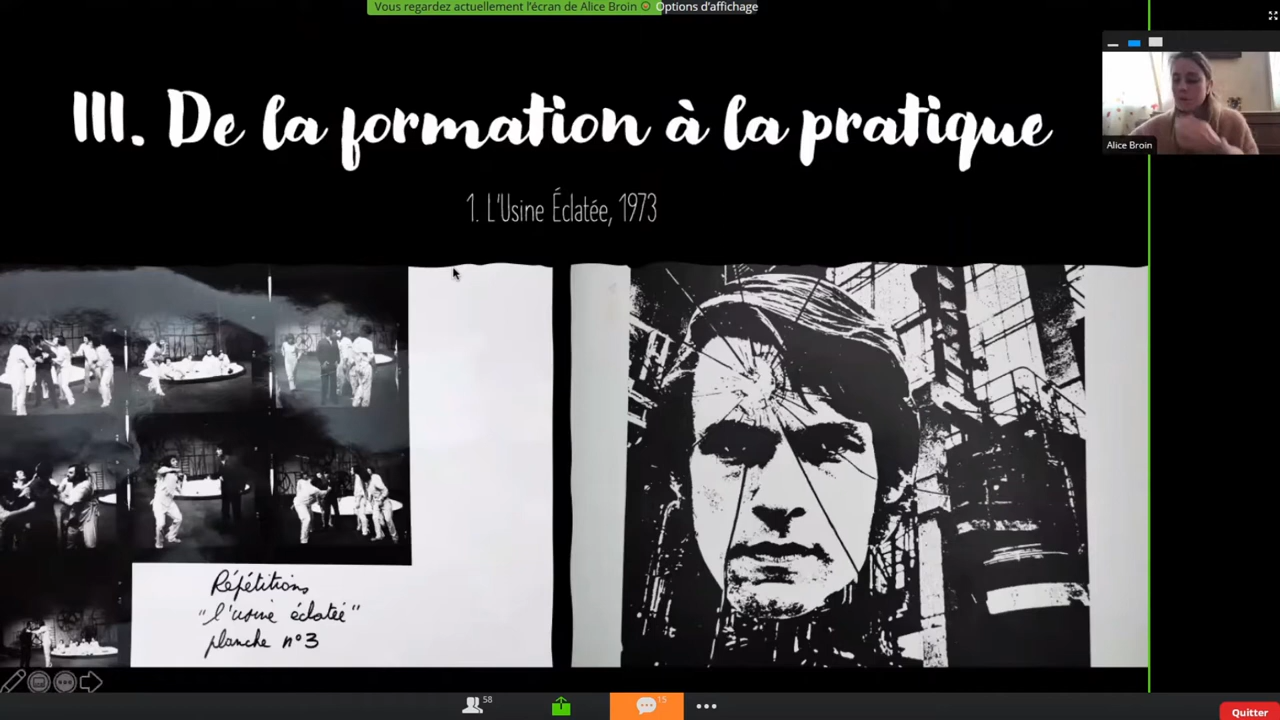 Vous regardez actuellement l'écran de Alice Broin Options d'affichage
III. De la formation à la pratique
Alice Broin
1. L'Usine Éclatée, 1973
Répétitions
"l'usine éclatée"
planche n°3
58
15
Quitter